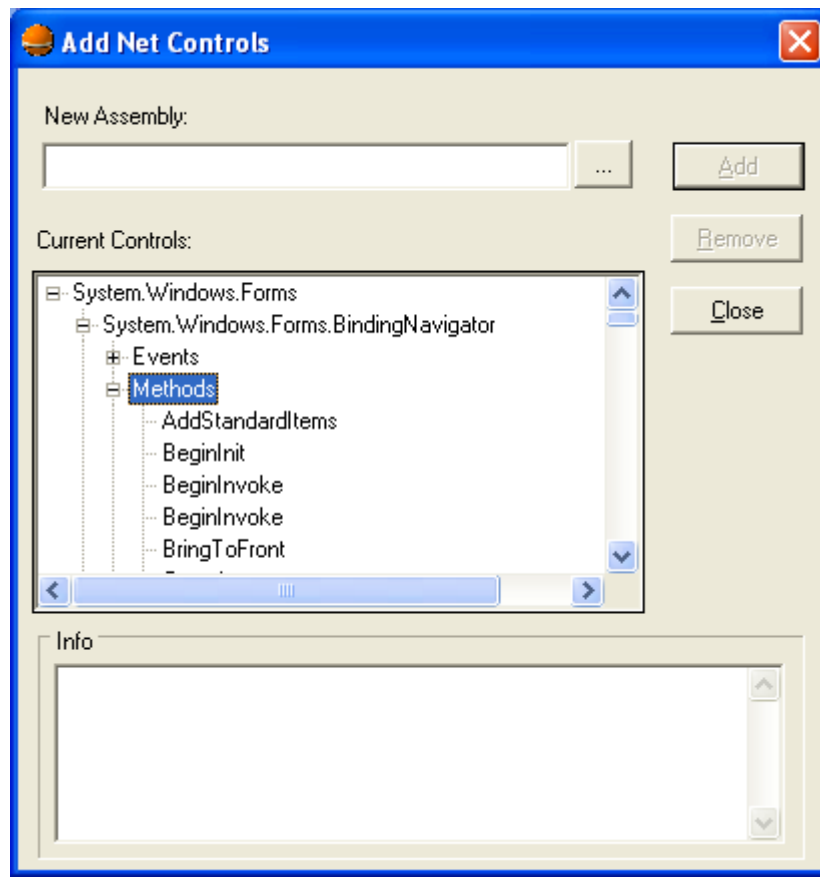 Add Net Controls
New Assembly:
...
Add
Current Controls:
Remove
System.Windows.Forms
Close
System.Windows.Forms.BindingNavigator
Events
Methods
AddStandardItems
BeginInit
BeginInvoke
BeginInvoke
BringToFront
Info